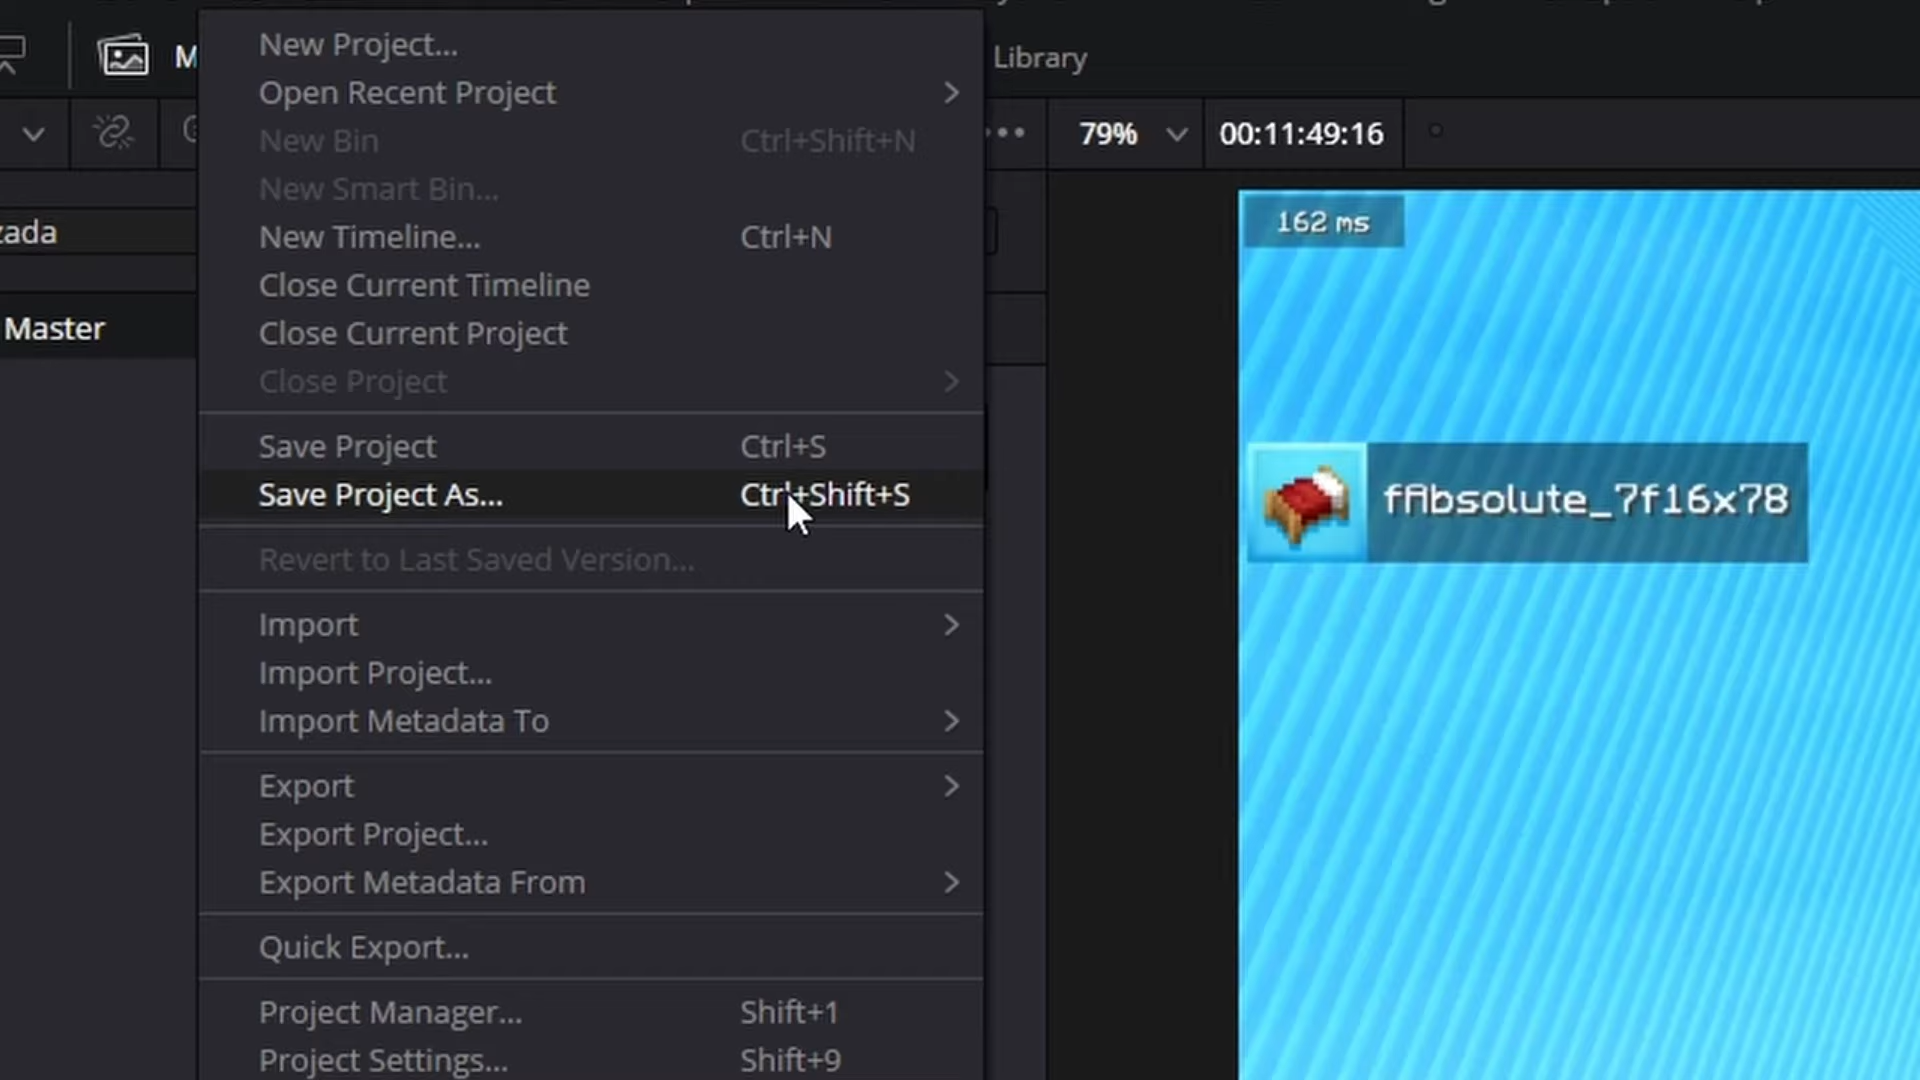 M
Library
New Project...
Open Recent Project
New Bin Ctrl+Shift+N
79%
00:11:49:16
New Smart Bin...
162 ms
zada
New Timeline... Ctrl+N
Close Current Timeline
Master
Close Current Project
Close Project
Save Project Ctrl+S
Save Project As... Ctrl+Shift+S
fAbsolute_7f16x78
Revert to Last Saved Version...
Import
Import Project...
Import Metadata To
Export
Export Project...
Export Metadata From
Quick Export...
Project Manager... Shift+1
Project Settings... Shift+9